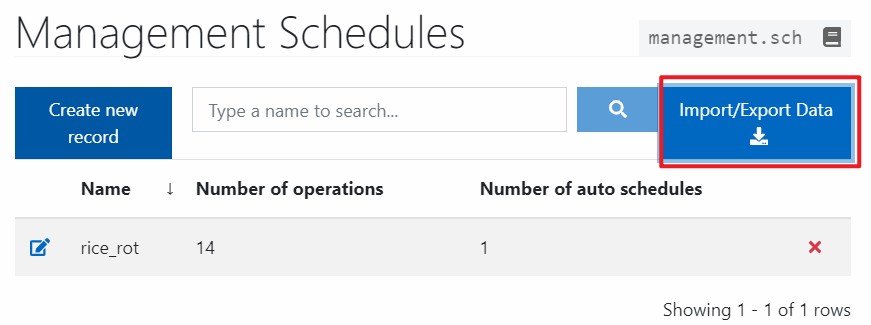 Management Schedules
management.sch
Create new
record
Type a name to search...
Import/Export Data
Name ↓ Number of operations Number of auto schedules
rice_rot 14 1
Showing 1 - 1 of 1 rows